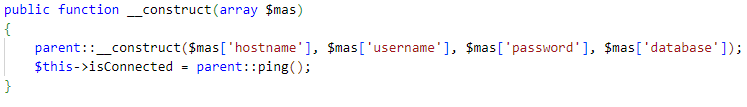 public function __construct(array $mas)
{
    parent::__construct($mas['hostname'], $mas['username'], $mas['password'], $mas['database']);
    $this->isConnected = parent::ping();
}